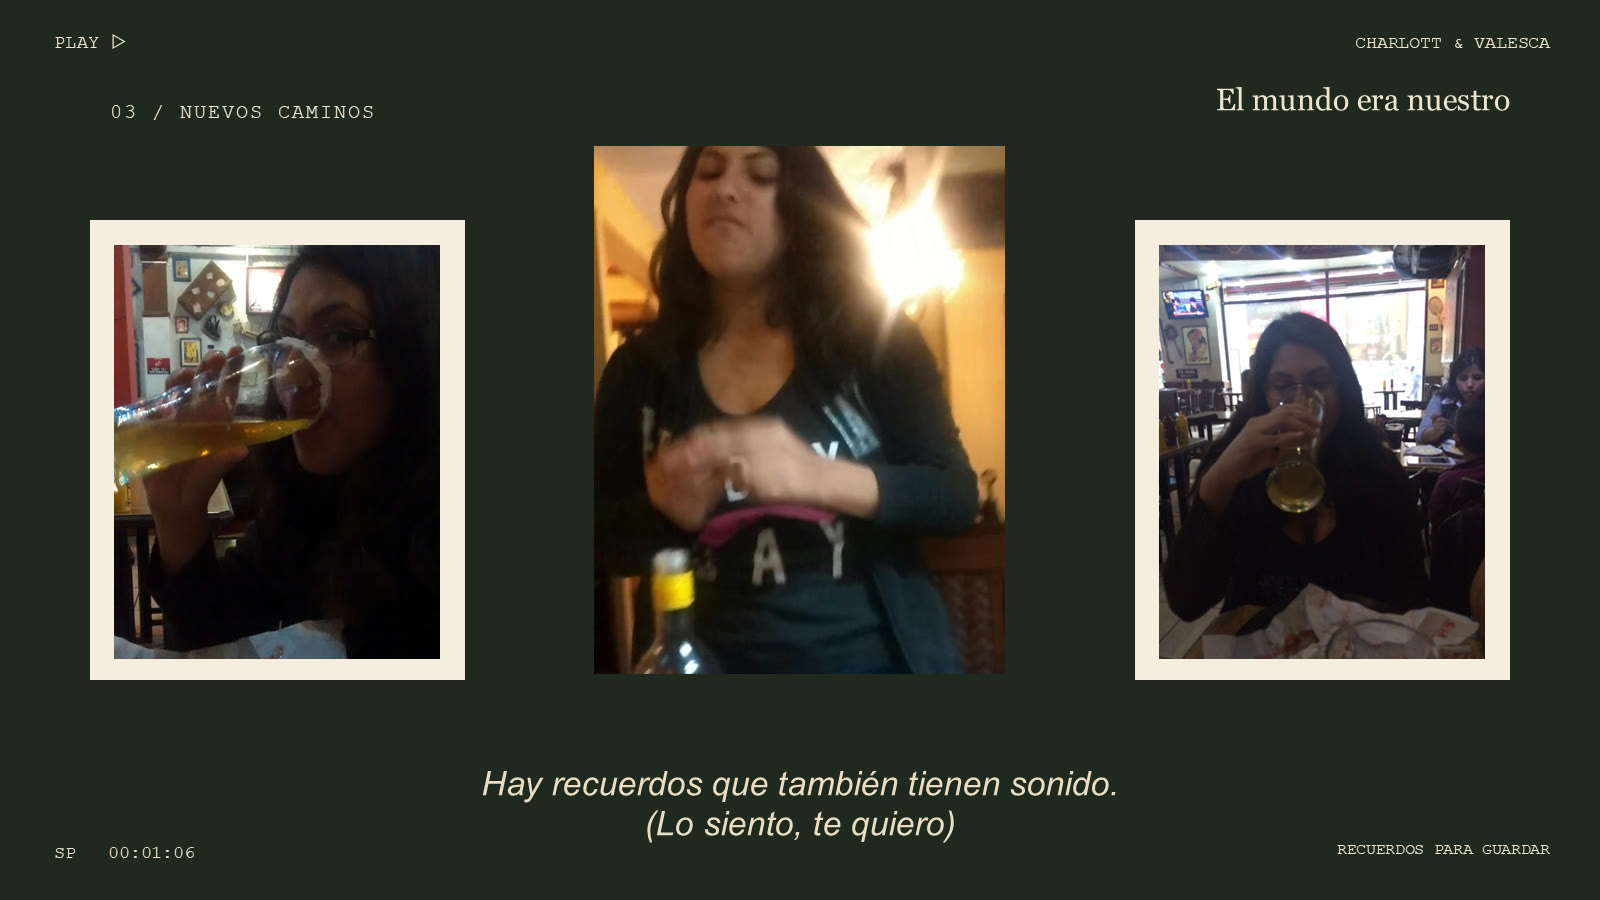 PLAY ▷
CHARLOTT & VALESCA
03 / NUEVOS CAMINOS
El mundo era nuestro
AY
Hay recuerdos que también tienen sonido.
(Lo siento, te quiero)
SP 00:01:06
RECUERDOS PARA GUARDAR